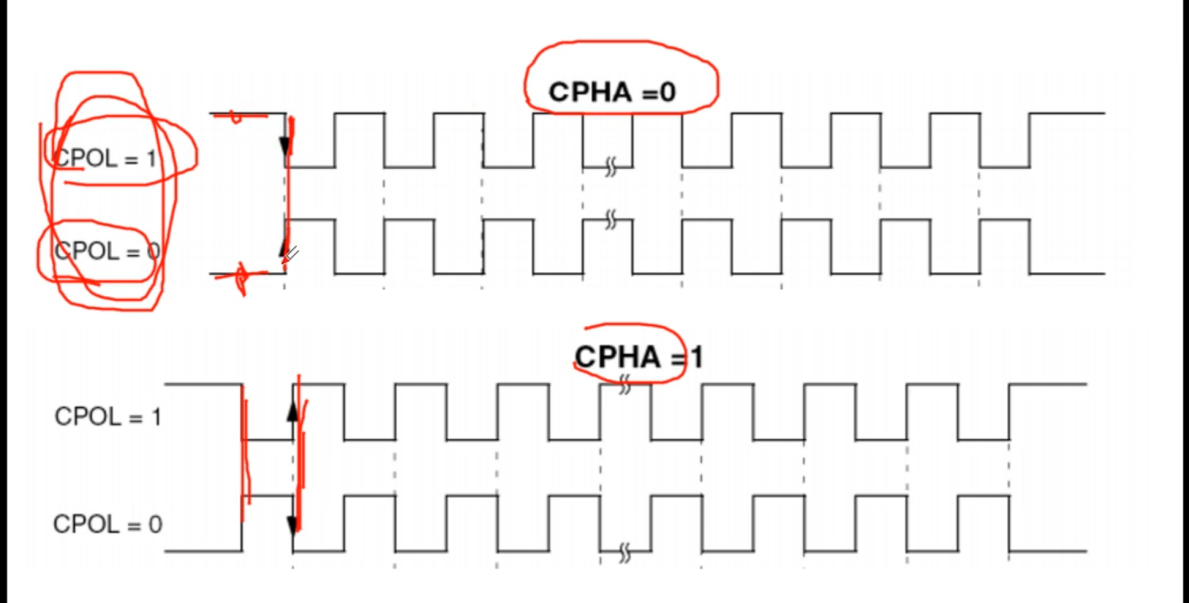 CPHA =0
CPOL = 1
CPOL = 0
CPHA =1
CPOL = 1
CPOL = 0